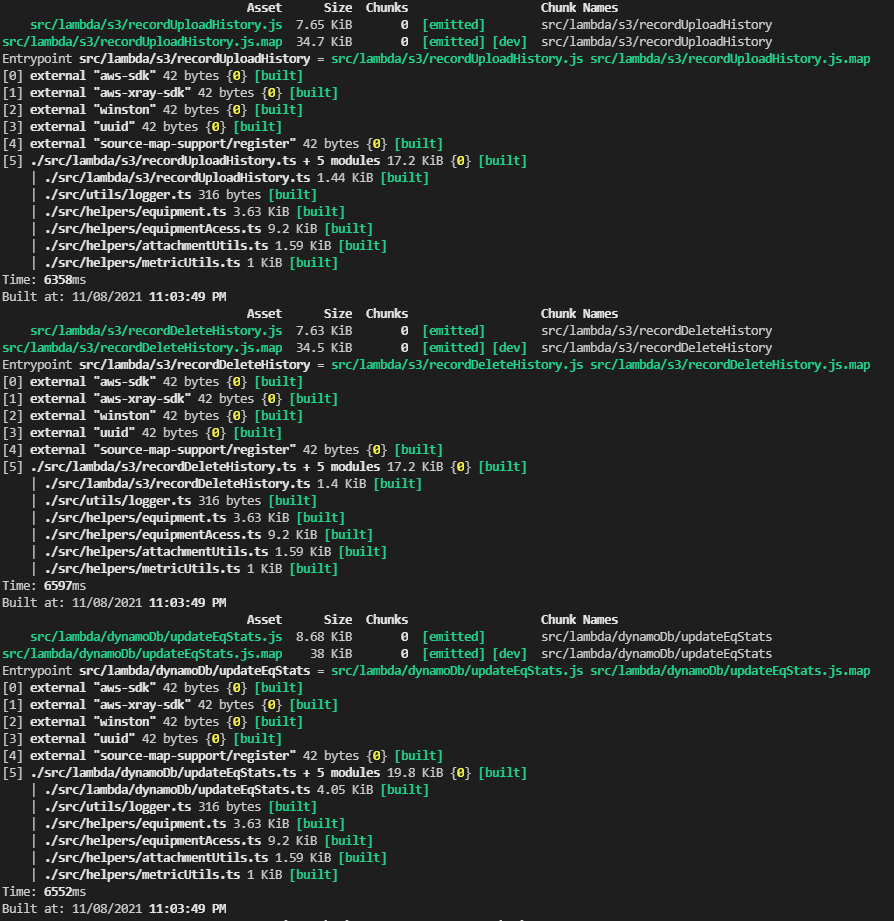 Asset Size Chunks Chunk Names
src/lambda/s3/recordUploadHistory.js 7.65 KiB 0 [emitted] src/lambda/s3/recordUploadHistory
src/lambda/s3/recordUploadHistory.js.map 34.7 KiB 0 [emitted] [dev] src/lambda/s3/recordUploadHistory
Entrypoint src/lambda/s3/recordUploadHistory = src/lambda/s3/recordUploadHistory.js src/lambda/s3/recordUploadHistory.js.map
[0] external "aws-sdk" 42 bytes {0} [built]
[1] external "aws-xray-sdk" 42 bytes {0} [built]
[2] external "winston" 42 bytes {0} [built]
[3] external "uuid" 42 bytes {0} [built]
[4] external "source-map-support/register" 42 bytes {0} [built]
[5] ./src/lambda/s3/recordUploadHistory.ts + 5 modules 17.2 KiB {0} [built]
| ./src/lambda/s3/recordUploadHistory.ts 1.44 KiB [built]
| ./src/utils/logger.ts 316 bytes [built]
| ./src/helpers/equipment.ts 3.63 KiB [built]
| ./src/helpers/equipmentAcess.ts 9.2 KiB [built]
| ./src/helpers/attachmentUtils.ts 1.59 KiB [built]
| ./src/helpers/metricUtils.ts 1 KiB [built]
Time: 6358ms
Built at: 11/08/2021 11:03:49 PM
Asset Size Chunks Chunk Names
src/lambda/s3/recordDeleteHistory.js 7.63 KiB 0 [emitted] src/lambda/s3/recordDeleteHistory
src/lambda/s3/recordDeleteHistory.js.map 34.5 KiB 0 [emitted] [dev] src/lambda/s3/recordDeleteHistory
Entrypoint src/lambda/s3/recordDeleteHistory = src/lambda/s3/recordDeleteHistory.js src/lambda/s3/recordDeleteHistory.js.map
[0] external "aws-sdk" 42 bytes {0} [built]
[1] external "aws-xray-sdk" 42 bytes {0} [built]
[2] external "winston" 42 bytes {0} [built]
[3] external "uuid" 42 bytes {0} [built]
[4] external "source-map-support/register" 42 bytes {0} [built]
[5] ./src/lambda/s3/recordDeleteHistory.ts + 5 modules 17.2 KiB {0} [built]
| ./src/lambda/s3/recordDeleteHistory.ts 1.4 KiB [built]
| ./src/utils/logger.ts 316 bytes [built]
| ./src/helpers/equipment.ts 3.63 KiB [built]
| ./src/helpers/equipmentAcess.ts 9.2 KiB [built]
| ./src/helpers/attachmentUtils.ts 1.59 KiB [built]
| ./src/helpers/metricUtils.ts 1 KiB [built]
Time: 6597ms
Built at: 11/08/2021 11:03:49 PM
Asset Size Chunks Chunk Names
src/lambda/dynamoDb/updateEqStats.js 8.68 KiB 0 [emitted] src/lambda/dynamoDb/updateEqStats
src/lambda/dynamoDb/updateEqStats.js.map 38 KiB 0 [emitted] [dev] src/lambda/dynamoDb/updateEqStats
Entrypoint src/lambda/dynamoDb/updateEqStats = src/lambda/dynamoDb/updateEqStats.js src/lambda/dynamoDb/updateEqStats.js.map
[0] external "aws-sdk" 42 bytes {0} [built]
[1] external "aws-xray-sdk" 42 bytes {0} [built]
[2] external "winston" 42 bytes {0} [built]
[3] external "uuid" 42 bytes {0} [built]
[4] external "source-map-support/register" 42 bytes {0} [built]
[5] ./src/lambda/dynamoDb/updateEqStats.ts + 5 modules 19.8 KiB {0} [built]
| ./src/lambda/dynamoDb/updateEqStats.ts 4.05 KiB [built]
| ./src/utils/logger.ts 316 bytes [built]
| ./src/helpers/equipment.ts 3.63 KiB [built]
| ./src/helpers/equipmentAcess.ts 9.2 KiB [built]
| ./src/helpers/attachmentUtils.ts 1.59 KiB [built]
| ./src/helpers/metricUtils.ts 1 KiB [built]
Time: 6552ms
Built at: 11/08/2021 11:03:49 PM